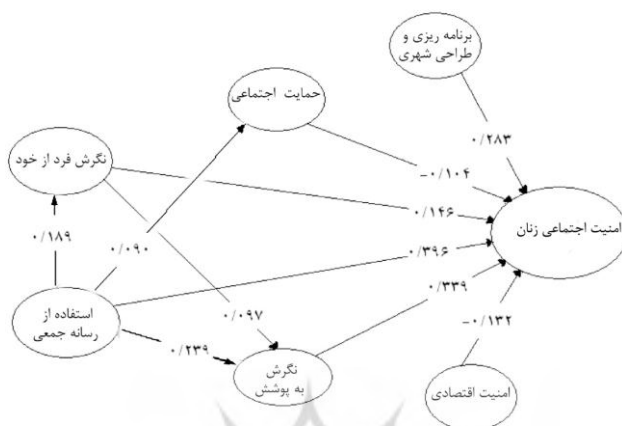 برنامه ریزی و
طراحی شهری
حمایت اجتماعی
۰/۲۸۳
نگرش فرد از خود
-۰/۱۰۴
۰/۱۴۶
امنیت اجتماعی زنان
۰/۱۸۹
۰/۰۹۰
۰/۳۹۶
استفاده از
رسانه جمعی
۰/۰۹۷
۰/۳۳۹
-۰/۱۳۲
۰/۲۳۹
نگرش
به پوشش
امنیت اقتصادی